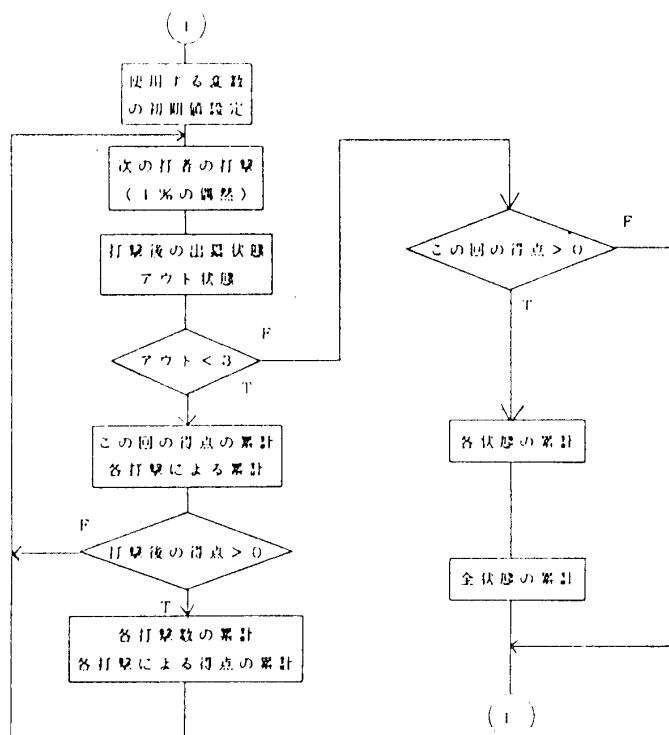 1
使用する変数
の初期値設定
次の打者の打撃
(1%の偶然)
打撃後の出塁状態
アウト状態
F
アウト<3
T
この回の得点の累計
各打撃による累計
F
打撃後の得点>0
T
各打撃数の累計
各打撃による得点の累計
F
この回の得点>0
T
各状態の累計
全状態の累計
1